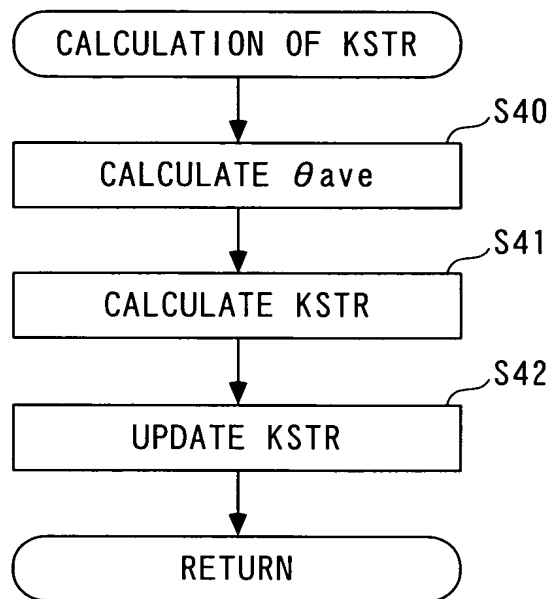 CALCULATION OF KSTR
S40
CALCULATE θave
S41
CALCULATE KSTR
S42
UPDATE KSTR
RETURN